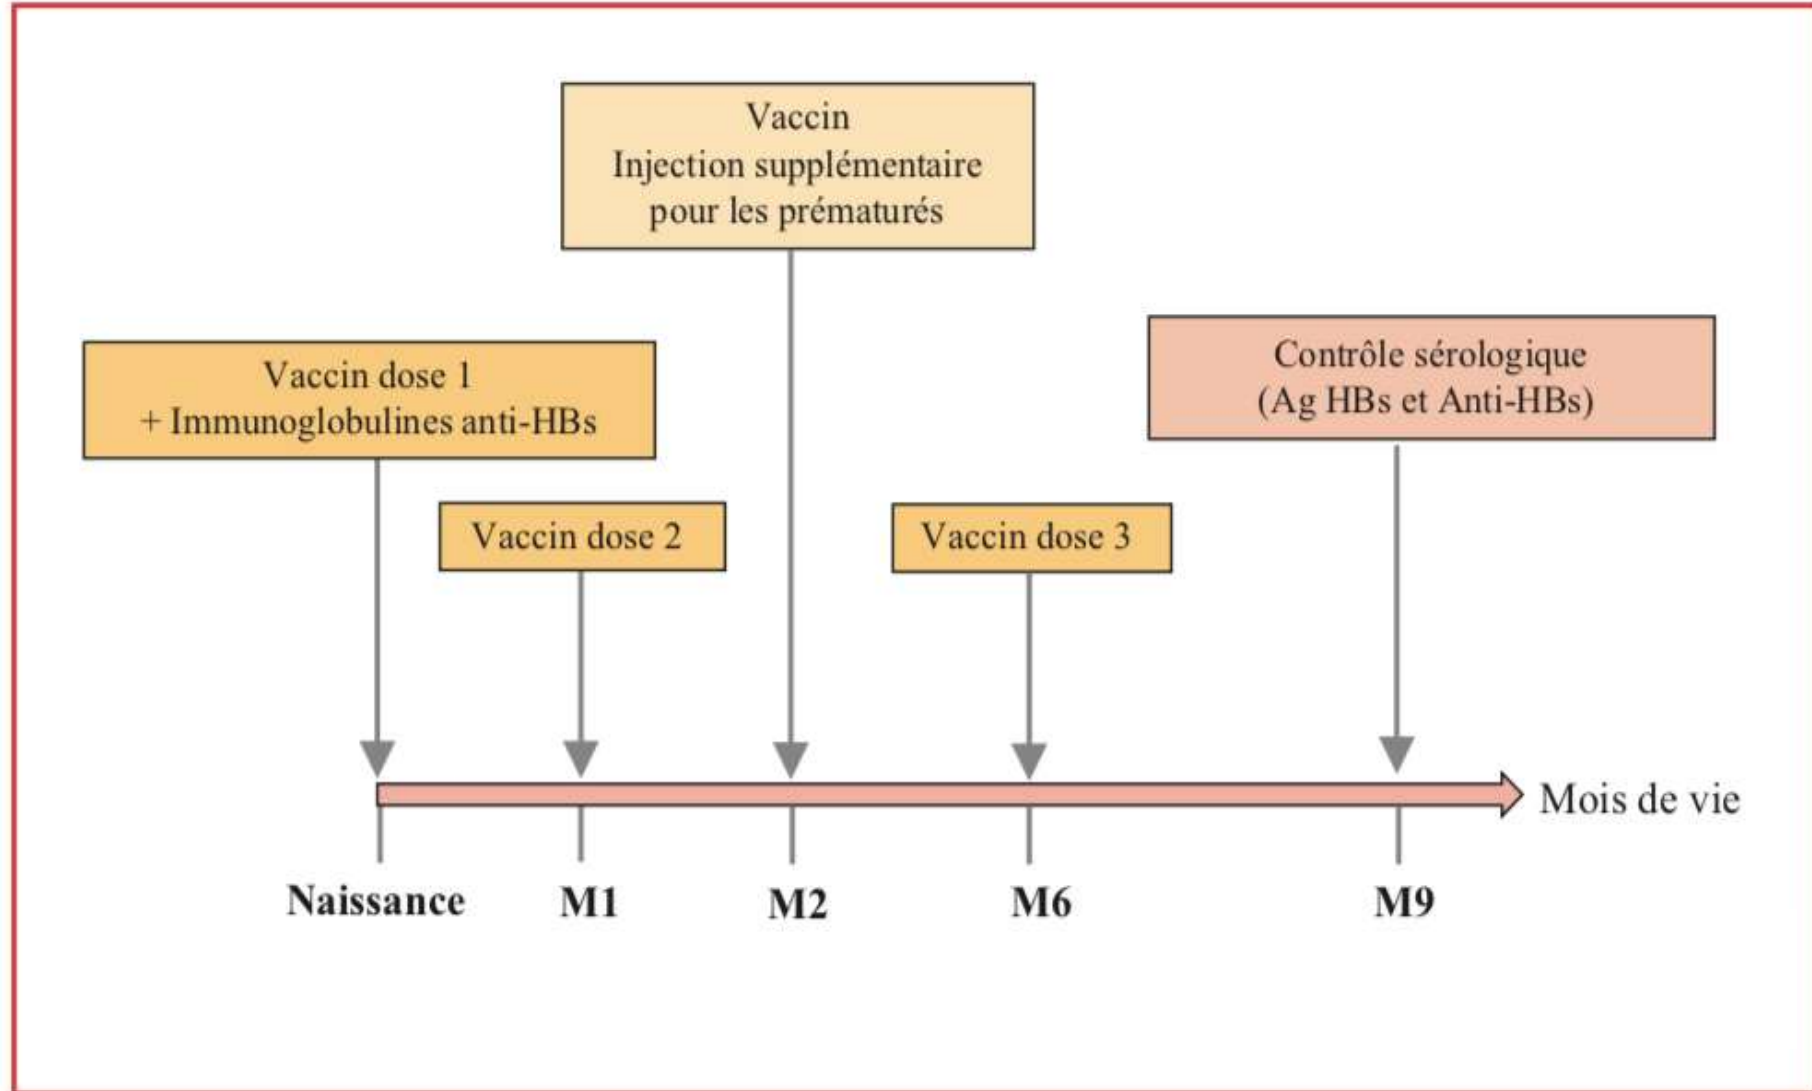 Vaccin
Injection supplémentaire
pour les prématurés
Vaccin dose 1
+ Immunoglobulines anti-HBs
Contrôle sérologique
(Ag HBs et Anti-HBs)
Vaccin dose 2
Vaccin dose 3
Mois de vie
Naissance M1 M2 M6 M9